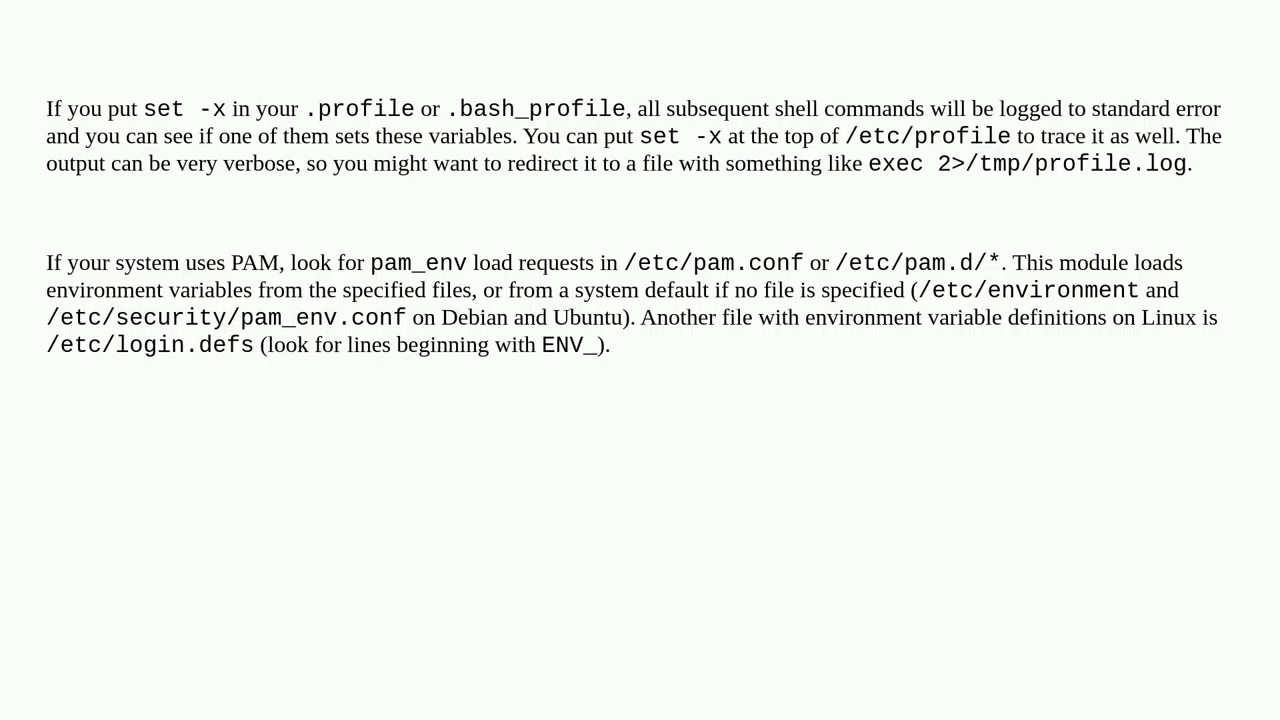 If you put set -x in your .profile or .bash_profile, all subsequent shell commands will be logged to standard error
and you can see if one of them sets these variables. You can put set -x at the top of /etc/profile to trace it as well. The
output can be very verbose, so you might want to redirect it to a file with something like exec 2>/tmp/profile.log.
If your system uses PAM, look for pam_env load requests in /etc/pam.conf or /etc/pam.d/*. This module loads
environment variables from the specified files, or from a system default if no file is specified (/etc/environment and
/etc/security/pam_env.conf on Debian and Ubuntu). Another file with environment variable definitions on Linux is
/etc/login.defs (look for lines beginning with ENV_).